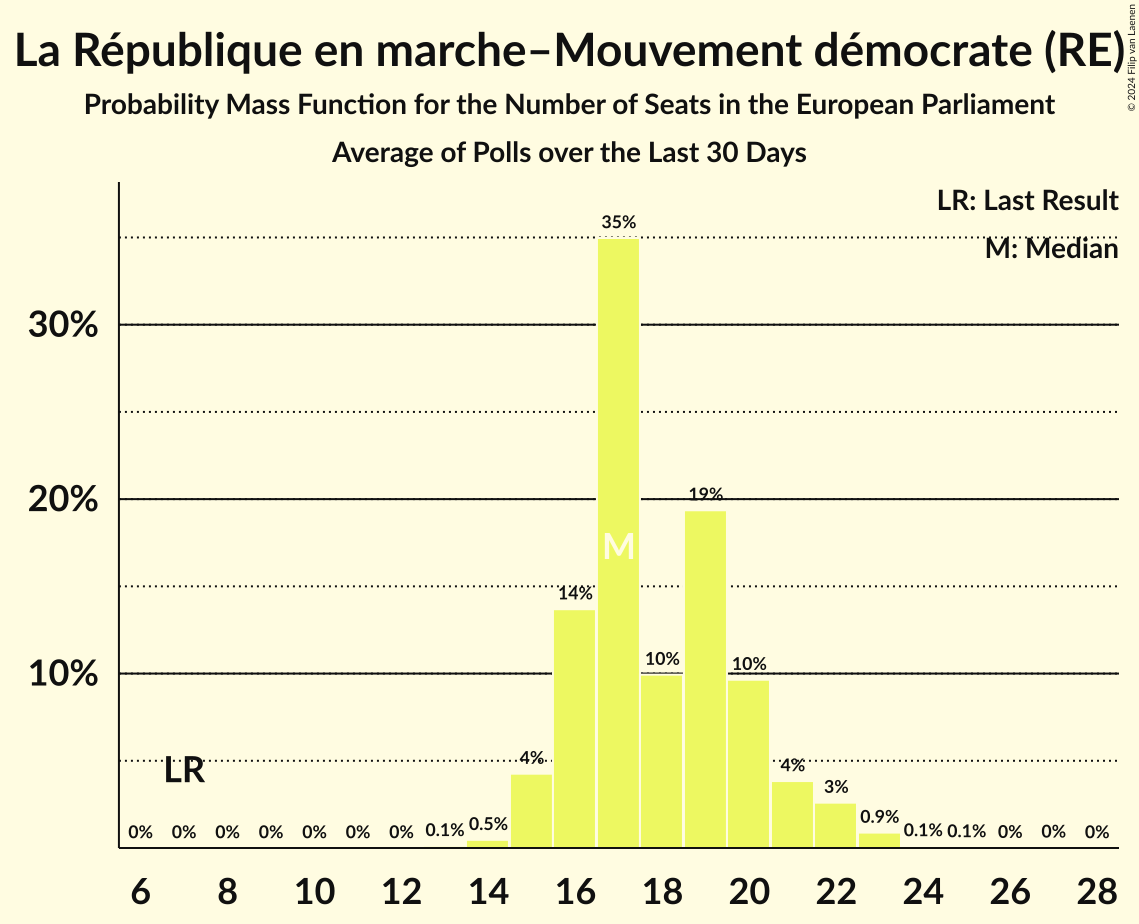 La République en marche–Mouvement démocrate (RE)
© 2024 Filip van Laenen
Probability Mass Function for the Number of Seats in the European Parliament
Average of Polls over the Last 30 Days
LR: Last Result
M: Median
35%
30%
20%
19%
M
14%
10%
10%
10%
LR
4%
4%
3%
0% 0% 0% 0% 0% 0% 0% 0.1% 0.5% 0.9% 0.1% 0.1% 0% 0% 0%
6 8 10 12 14 16 18 20 22 24 26 28